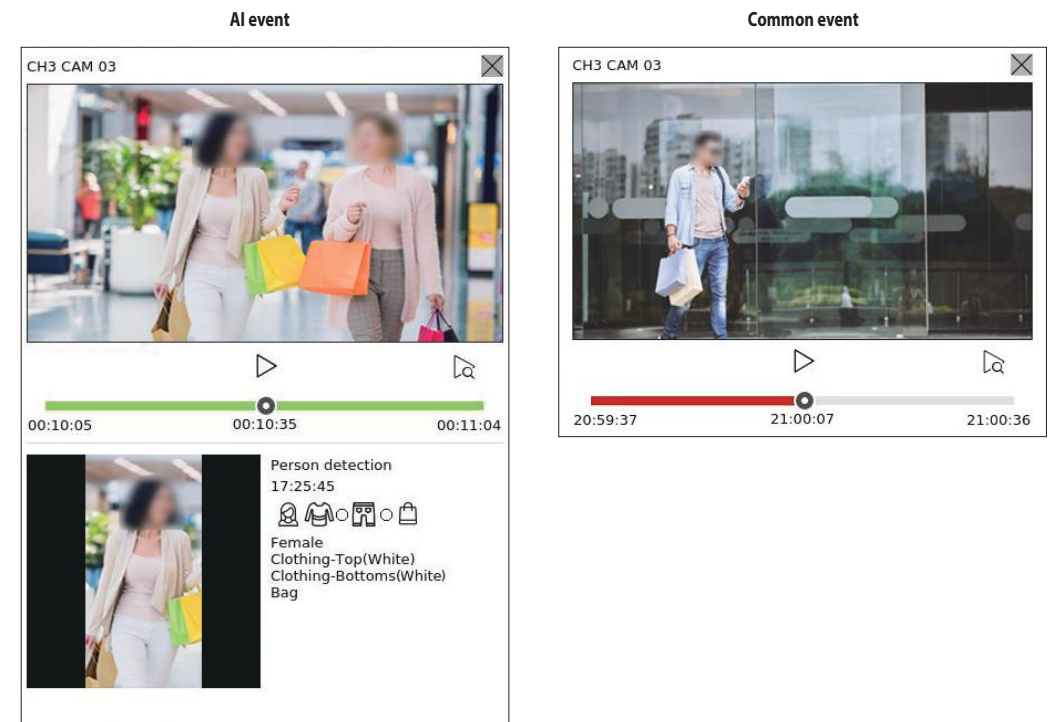 AI event
CH3 CAM 03
00:10:05 00:10:35 00:11:04
Person detection
17:25:45
Female
Clothing-Top(White)
Clothing-Bottoms(White)
Bag
Common event
CH3 CAM 03
20:59:37 21:00:07 21:00:36